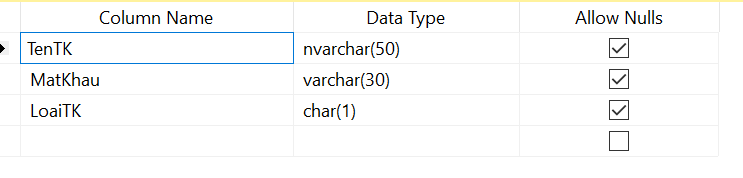 Column Name Data Type Allow Nulls
TenTK nvarchar(50)
MatKhau varchar(30)
LoaiTK char(1)